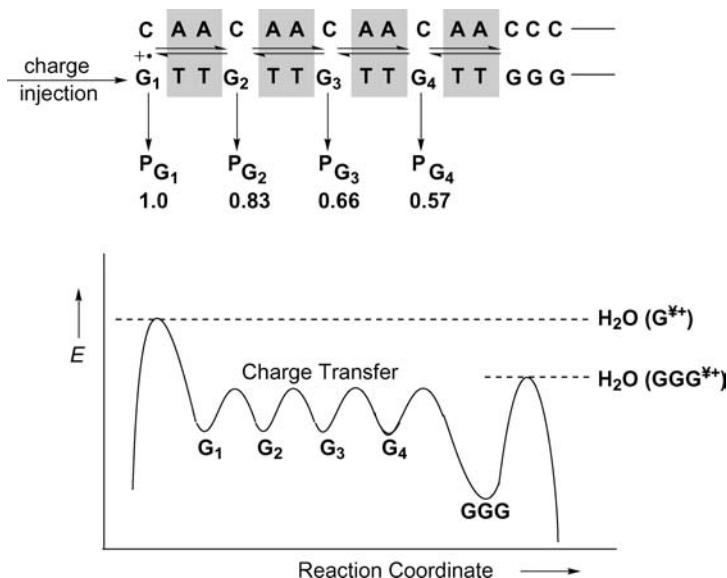 C A A C A A C A A C A A C C C
+•
charge
injection
G1 T T G2 T T G3 T T G4 T T G G G
PG1 PG2 PG3 PG4
1.0 0.83 0.66 0.57
E
H2O (G¥+)
Charge Transfer
H2O (GGG¥+)
G1 G2 G3 G4
GGG
Reaction Coordinate